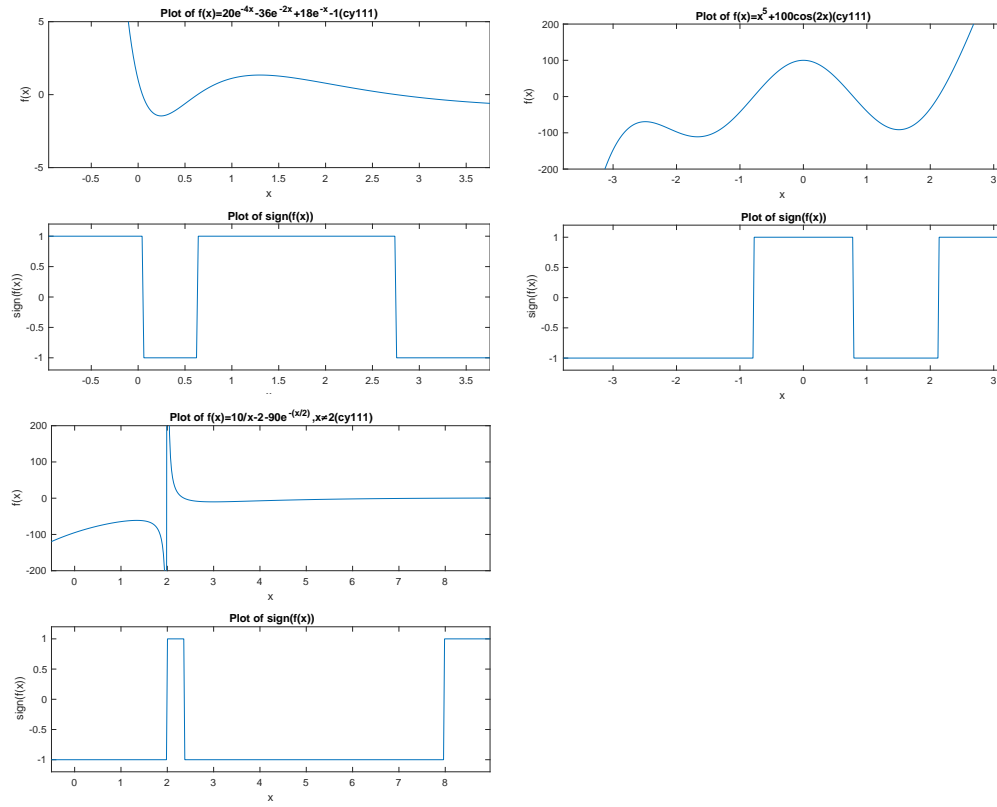 Plot of f(x)=20e^-4x-36e^-2x+18e^-x-1(cy111)
5
0
-5
f(x)
-0.5 0 0.5 1 1.5 2 2.5 3 3.5
x
Plot of sign(f(x))
1
0.5
0
-0.5
-1
sign(f(x))
-0.5 0 0.5 1 1.5 2 2.5 3 3.5
Plot of f(x)=x^5+100cos(2x)(cy111)
200
100
0
-100
-200
f(x)
-3 -2 -1 0 1 2 3
x
Plot of sign(f(x))
1
0.5
0
-0.5
-1
sign(f(x))
-3 -2 -1 0 1 2 3
x
Plot of f(x)=10/x-2-90e^-(x/2),x≠2(cy111)
200
100
0
-100
-200
f(x)
0 1 2 3 4 5 6 7 8
x
Plot of sign(f(x))
1
0.5
0
-0.5
-1
sign(f(x))
0 1 2 3 4 5 6 7 8
x